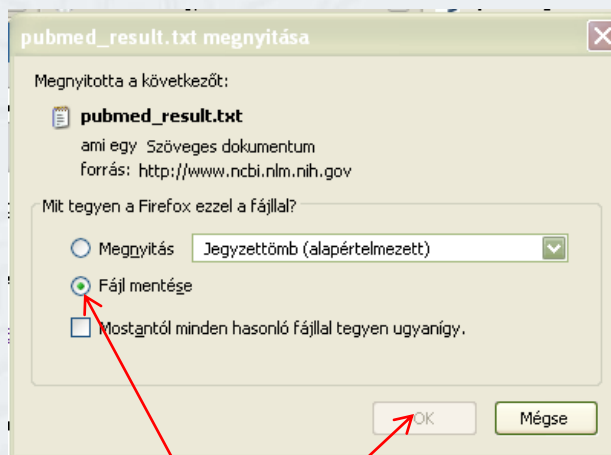 pubmed_result.txt megnyitása
Megnyitotta a következőt:
pubmed_result.txt
ami egy Szöveges dokumentum
forrás: http://www.ncbi.nlm.nih.gov
Mit tegyen a Firefox ezzel a fájllal?
Megnyitás Jegyzettömb (alapértelmezett)
Fájl mentése
Mostantól minden hasonló fájllal tegyen ugyanígy.
OK Mégse